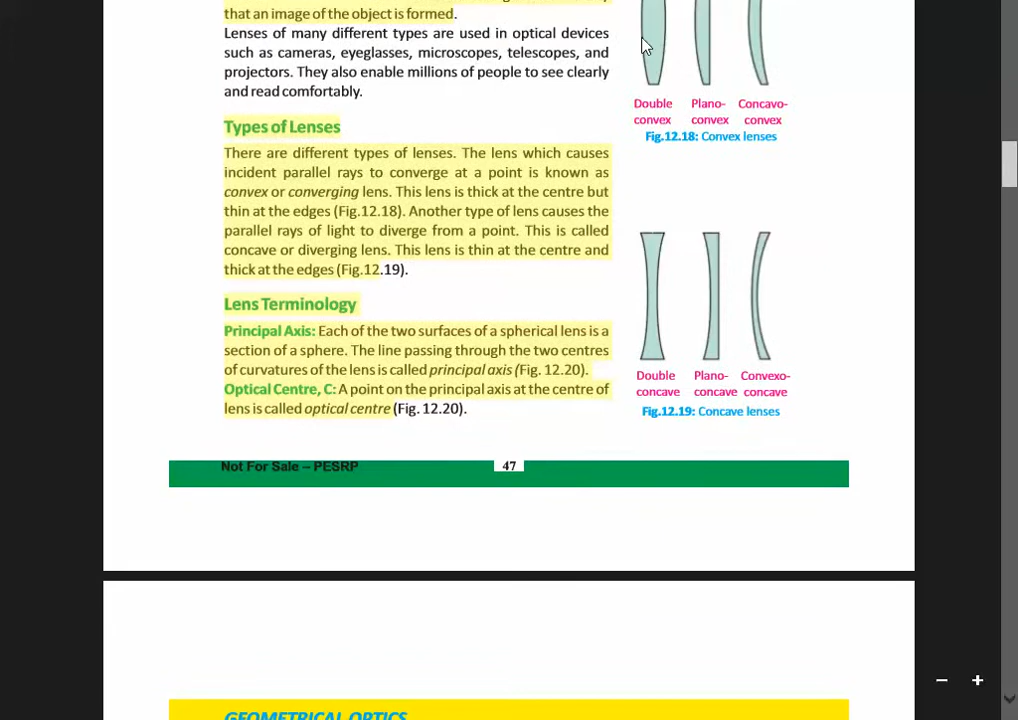 that an image of the object is formed.
Lenses of many different types are used in optical devices
such as cameras, eyeglasses, microscopes, telescopes, and
projectors. They also enable millions of people to see clearly
and read comfortably.
Types of Lenses
There are different types of lenses. The lens which causes
incident parallel rays to converge at a point is known as
convex or converging lens. This lens is thick at the centre but
thin at the edges (Fig.12.18). Another type of lens causes the
parallel rays of light to diverge from a point. This is called
concave or diverging lens. This lens is thin at the centre and
thick at the edges (Fig.12.19).
Lens Terminology
Principal Axis: Each of the two surfaces of a spherical lens is a
section of a sphere. The line passing through the two centres
of curvatures of the lens is called principal axis (Fig. 12.20).
Optical Centre, C: A point on the principal axis at the centre of
lens is called optical centre (Fig. 12.20).
Double
convex
Plano-
convex
Concavo-
convex
Fig.12.18: Convex lenses
Double
concave
Plano-
concave
Convexo-
concave
Fig.12.19: Concave lenses
Not For Sale – PESRP
47
GEOMETRICAL OPTICS